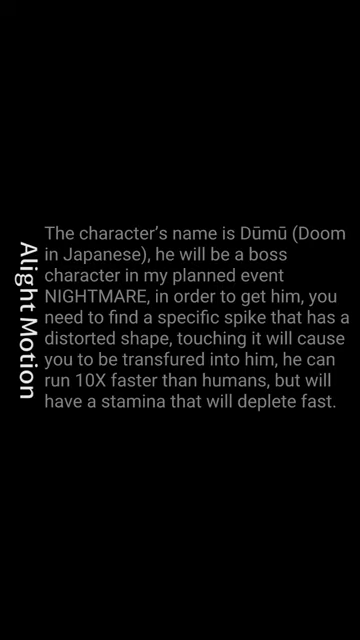 The character's name is Dūmū (Doom
in Japanese), he will be a boss
character in my planned event
NIGHTMARE, in order to get him, you
need to find a specific spike that has a
distorted shape, touching it will cause
you to be transfured into him, he can
run 10X faster than humans, but will
have a stamina that will deplete fast.
Alight Motion